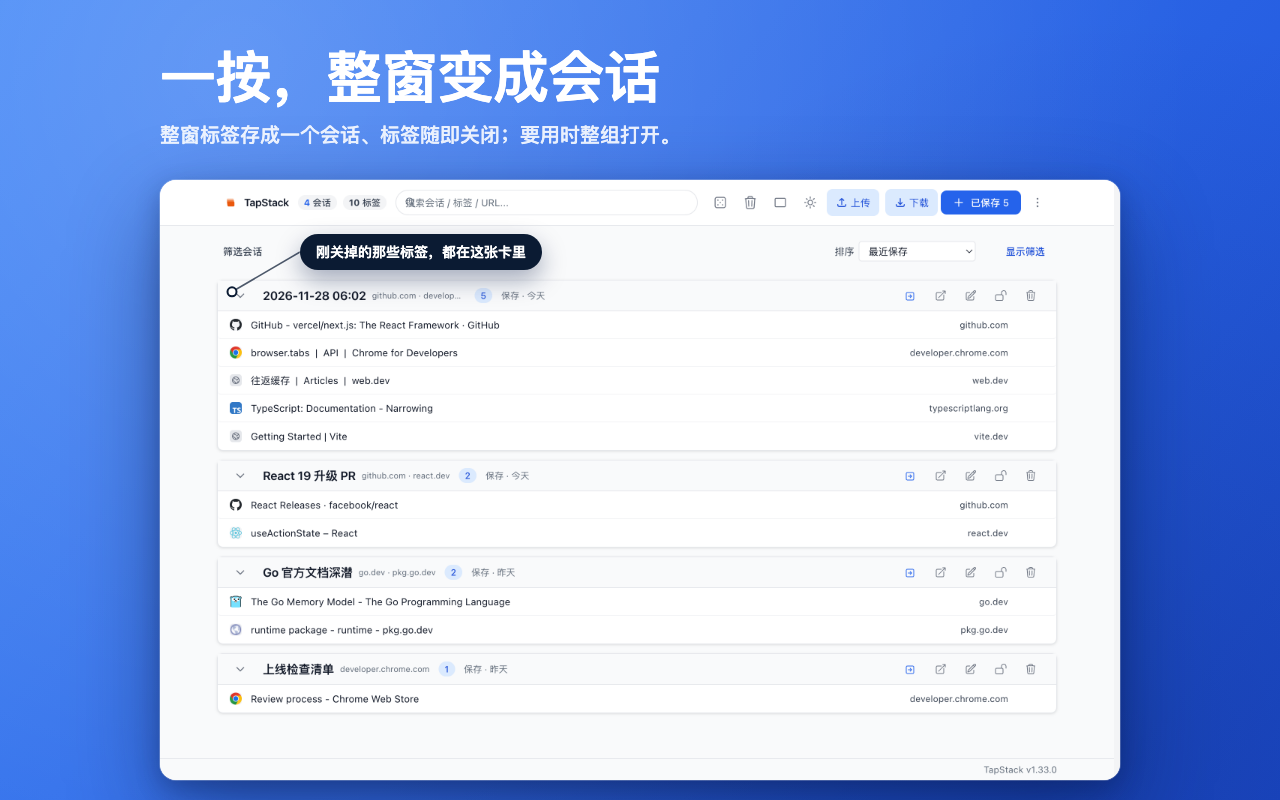 一按，整窗变成会话
整窗标签存成一个会话、标签随即关闭；要用时整组打开。
TapStack 4 会话 10 标签 搜索会话 / 标签 / URL... 上传 下载 + 已保存 5
筛选会话 刚关掉的那些标签，都在这张卡里 排序 最近保存 显示筛选
2026-11-28 06:02 github.com · develop... 5 保存 · 今天
GitHub - vercel/next.js: The React Framework · GitHub github.com
browser.tabs | API | Chrome for Developers developer.chrome.com
往返缓存 | Articles | web.dev web.dev
TS TypeScript: Documentation - Narrowing typescriptlang.org
Getting Started | Vite vite.dev
React 19 升级 PR github.com · react.dev 2 保存 · 今天
React Releases · facebook/react github.com
useActionState – React react.dev
Go 官方文档深潜 go.dev · pkg.go.dev 2 保存 · 昨天
The Go Memory Model - The Go Programming Language go.dev
runtime package - runtime - pkg.go.dev pkg.go.dev
上线检查清单 developer.chrome.com 1 保存 · 昨天
Review process - Chrome Web Store developer.chrome.com
TapStack v1.33.0